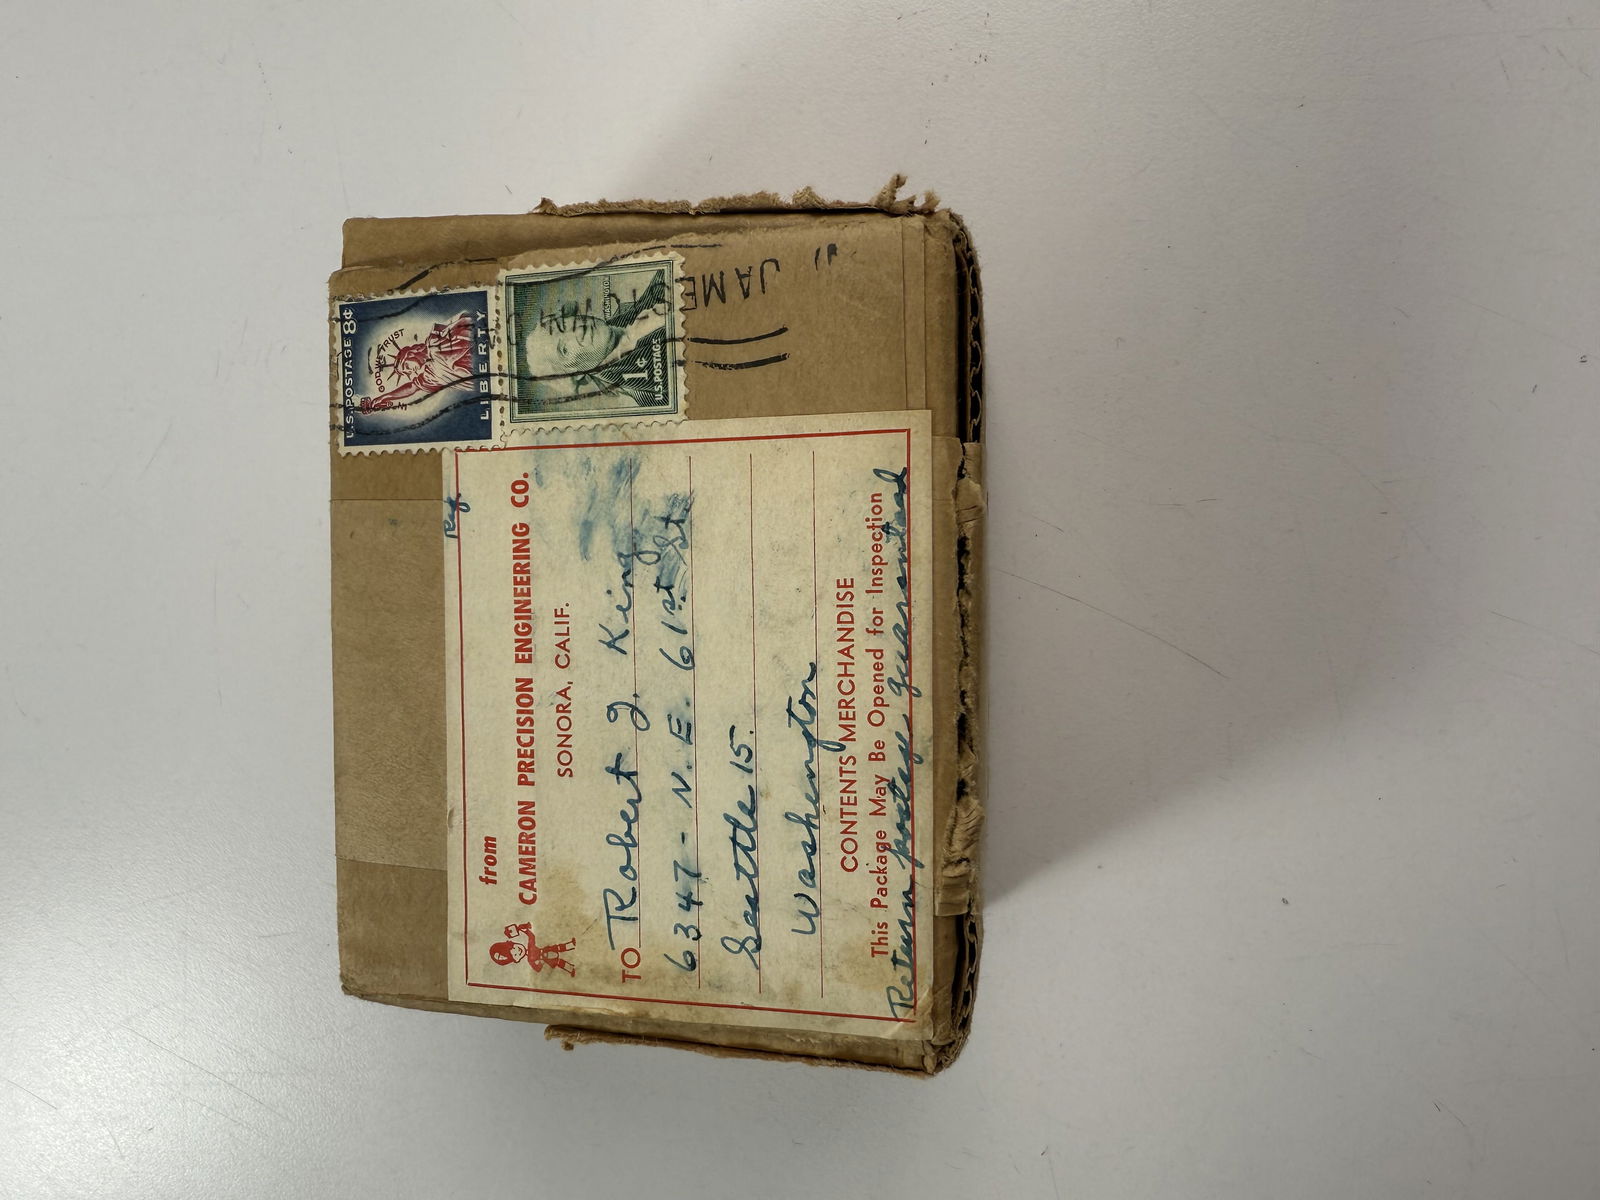 U.S. POSTAGE 8¢
IN GOD WE TRUST
LIBERTY
WASHINGTON
1¢
U.S. POSTAGE
JAME
from
CAMERON PRECISION ENGINEERING CO.
SONORA, CALIF.
TO Robert J. King
6347 - N.E. 61st St.
Seattle 15.
Washington
CONTENTS MERCHANDISE
This Package May Be Opened for Inspection
Return postage guaranteed